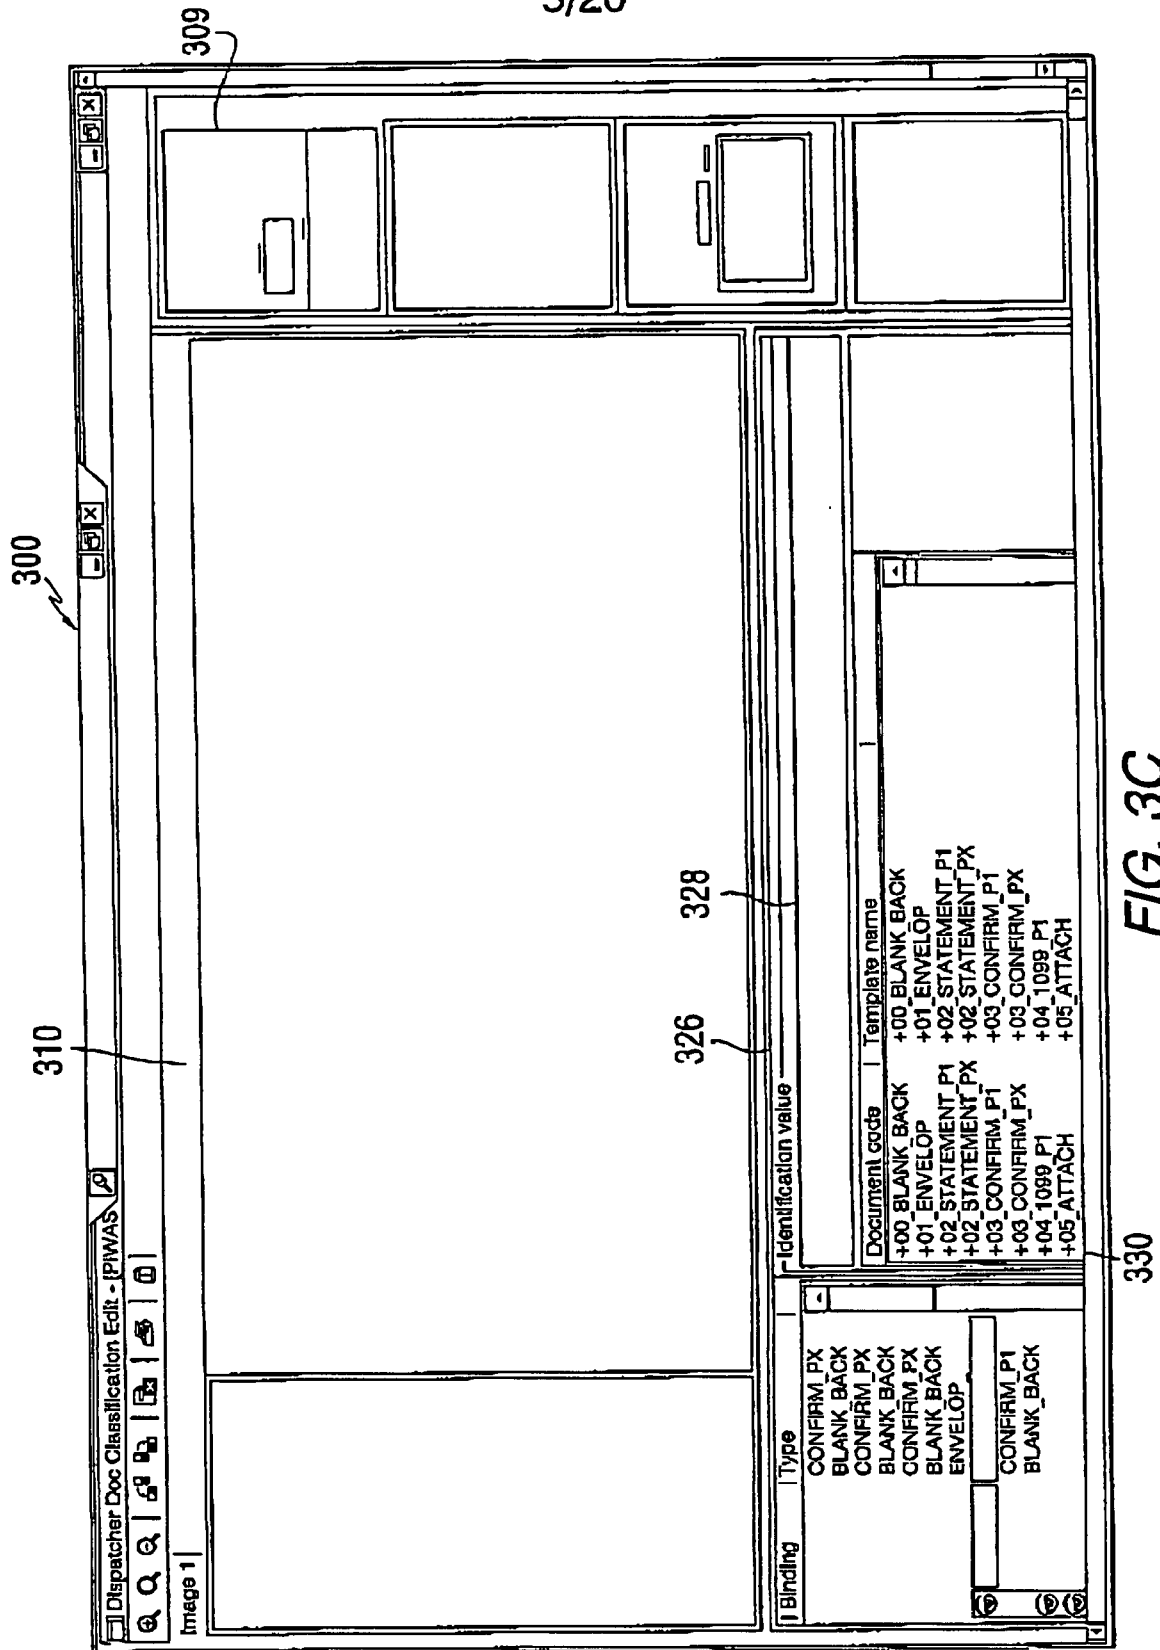 300
309
310
Dispatcher Doc Classification Edit - [PIWAS
Image 1
326
328
Binding | Type
CONFIRM_PX
BLANK_BACK
CONFIRM_PX
BLANK_BACK
CONFIRM_PX
BLANK_BACK
ENVELOP
CONFIRM_P1
BLANK_BACK
Identification value
Document code | Template name
+00_BLANK_BACK +00_BLANK_BACK
+01_ENVELOP +01_ENVELOP
+02_STATEMENT_P1 +02_STATEMENT_P1
+02_STATEMENT_PX +02_STATEMENT_PX
+03_CONFIRM_P1 +03_CONFIRM_P1
+03_CONFIRM_PX +03_CONFIRM_PX
+04_1099_P1 +04_1099_P1
+05_ATTACH +05_ATTACH
330
FIG. 3C